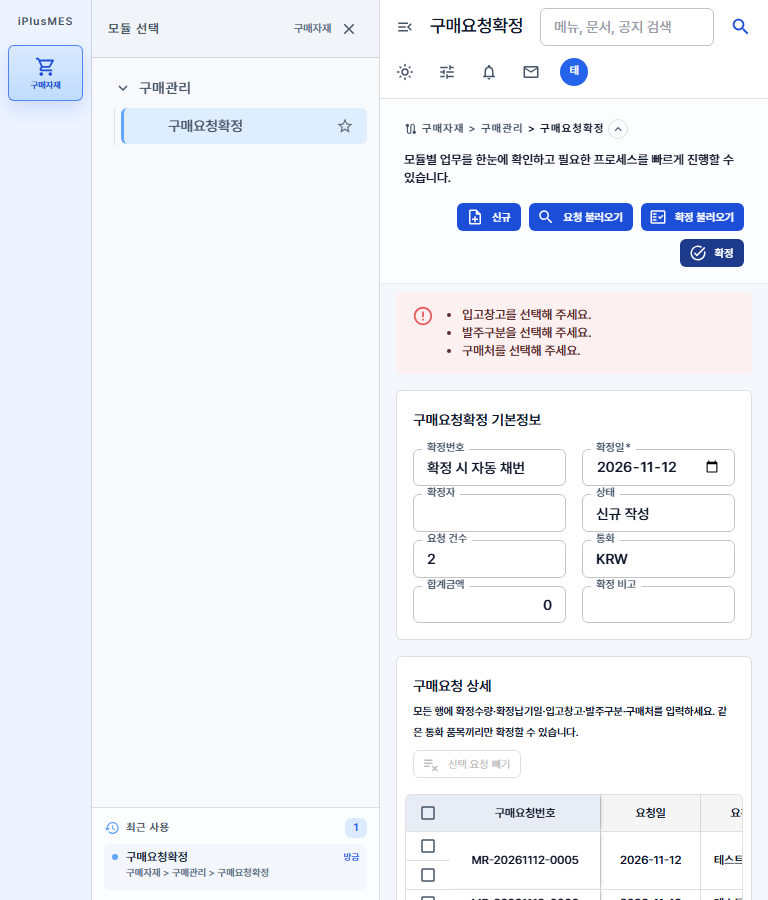 iPlusMES
구매자재
모듈 선택
구매자재
구매관리
구매요청확정
최근 사용
1
구매요청확정
방금
구매자재 > 구매관리 > 구매요청확정
구매요청확정
메뉴, 문서, 공지 검색
테
구매자재 > 구매관리 > 구매요청확정
모듈별 업무를 한눈에 확인하고 필요한 프로세스를 빠르게 진행할 수
있습니다.
신규
요청 불러오기
확정 불러오기
확정
• 입고창고를 선택해 주세요.
• 발주구분을 선택해 주세요.
• 구매처를 선택해 주세요.
구매요청확정 기본정보
확정번호
확정 시 자동 채번
확정일*
2026-11-12
확정자
상태
신규 작성
요청 건수
2
통화
KRW
합계금액
0
확정 비고
구매요청 상세
모든 행에 확정수량·확정납기일·입고창고·발주구분·구매처를 입력하세요. 같
은 통화 품목끼리만 확정할 수 있습니다.
선택 요청 빼기
구매요청번호
요청일
MR-20261112-0005
2026-11-12
테스트